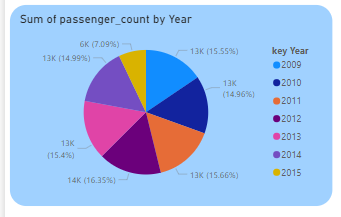 Sum of passenger_count by Year
6K (7.09%)
13K (15.55%)
13K (14.99%)
13K
(14.96%)
13K
(15.4%)
14K (16.35%)
13K (15.66%)
key Year
2009
2010
2011
2012
2013
2014
2015